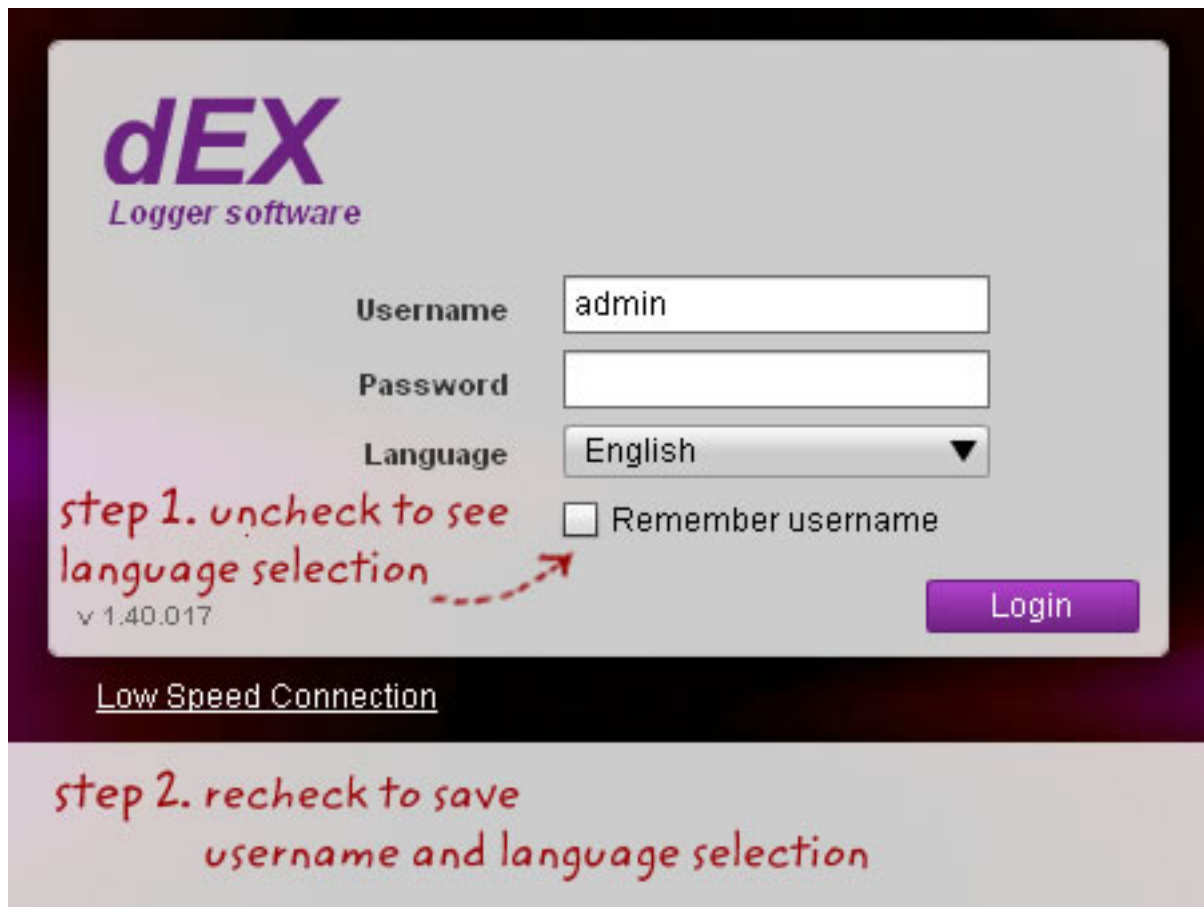 dEX
Logger software
Username admin
Password
Language English
step 1. uncheck to see
language selection
Remember username
v 1.40.017
Login
Low Speed Connection
step 2. recheck to save
username and language selection